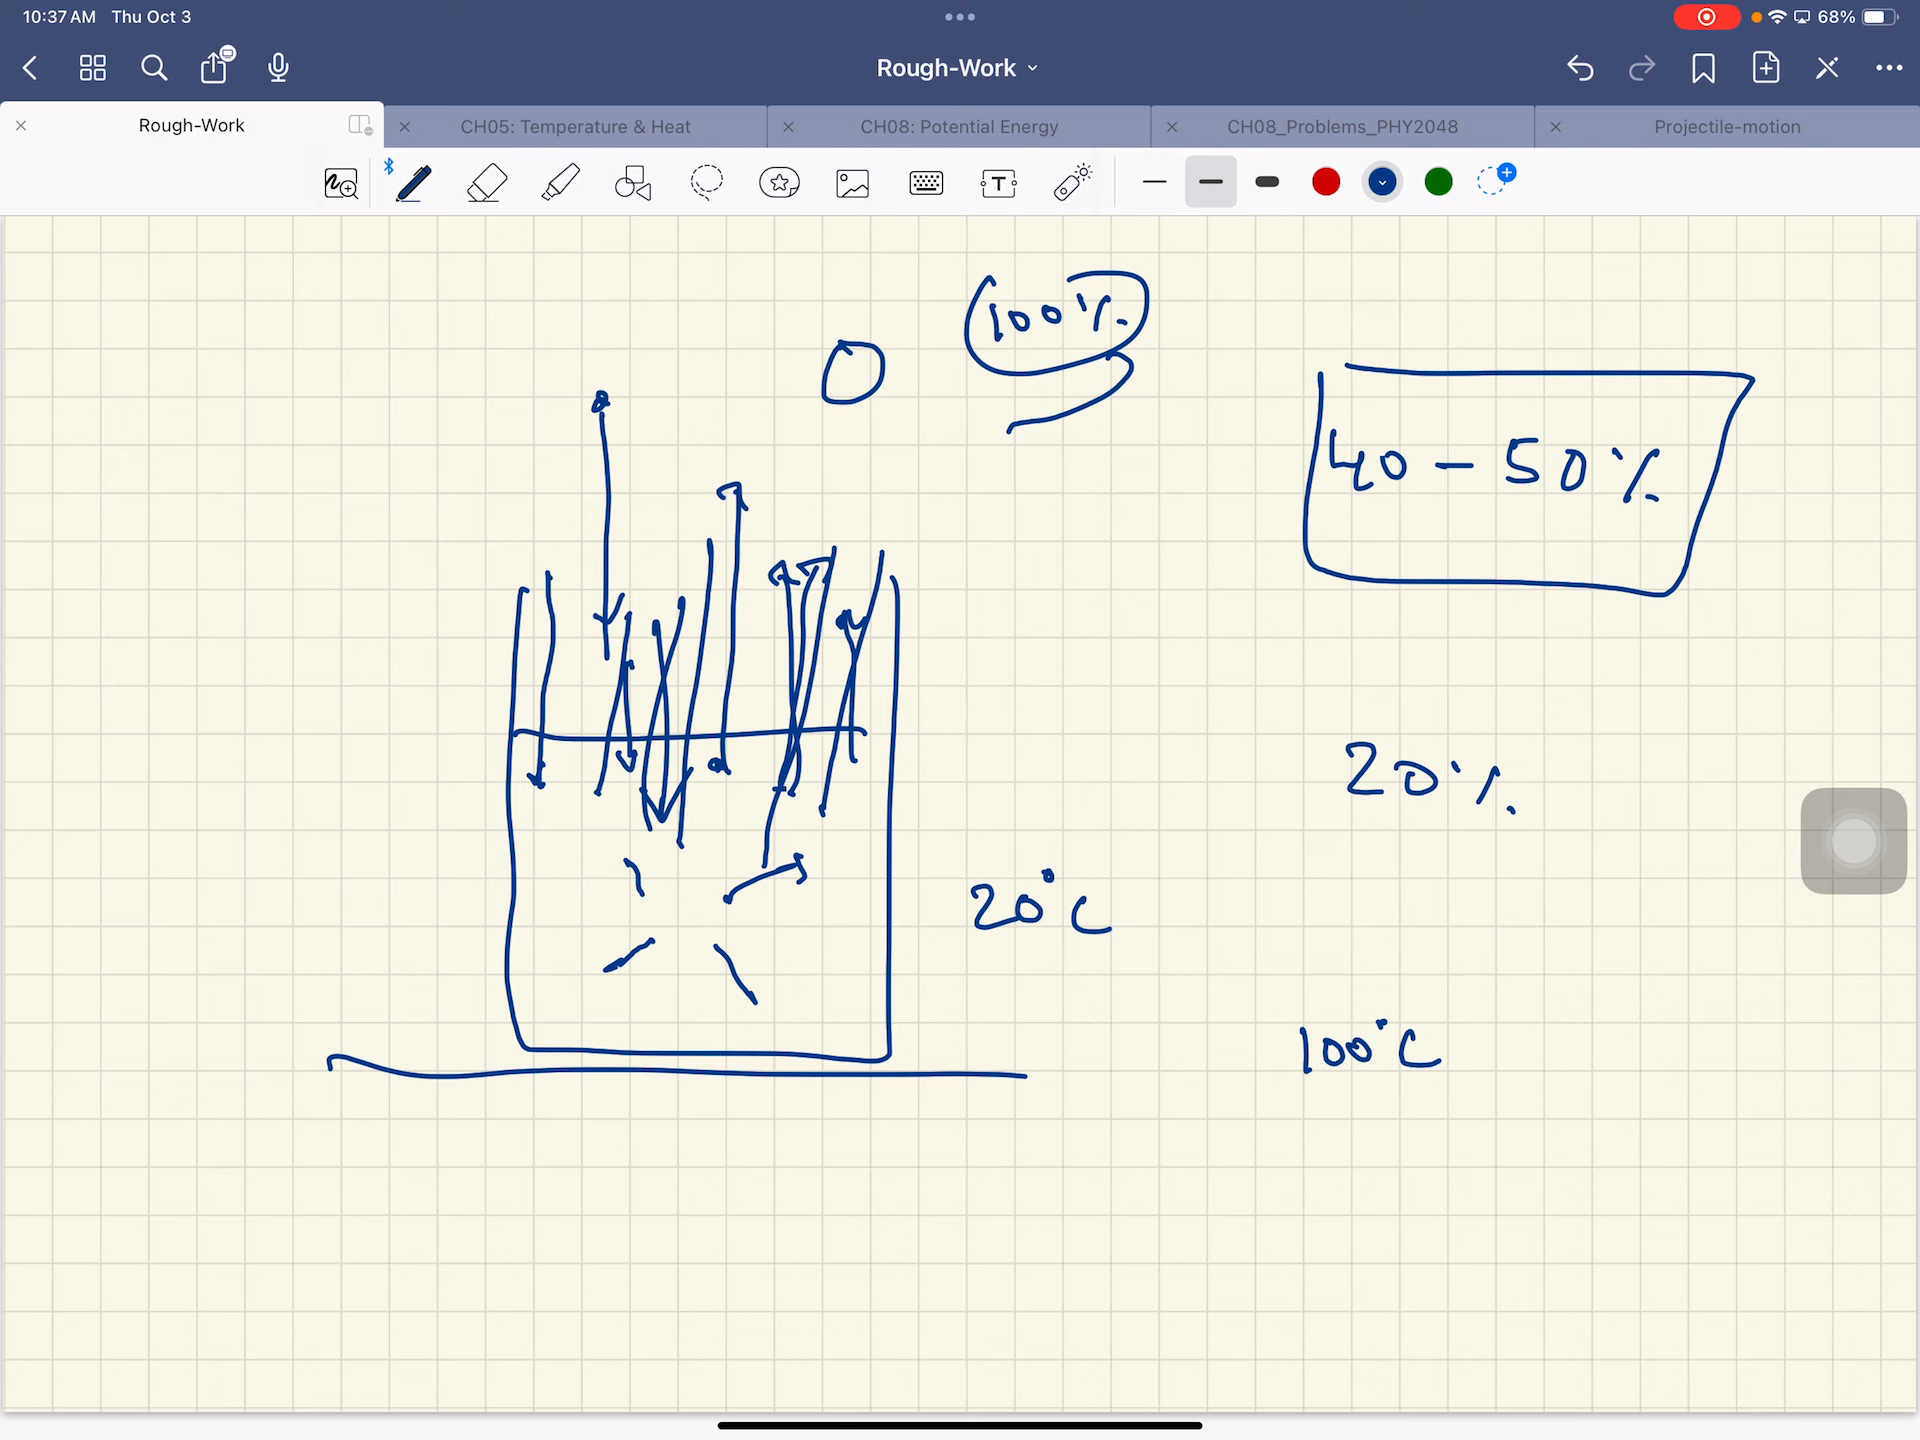 10:37 AM Thu Oct 3
68%
Rough-Work
Rough-Work
CH05: Temperature & Heat
CH08: Potential Energy
CH08_Problems_PHY2048
Projectile-motion
T
100%
40 - 50%
20%
20°C
100°C